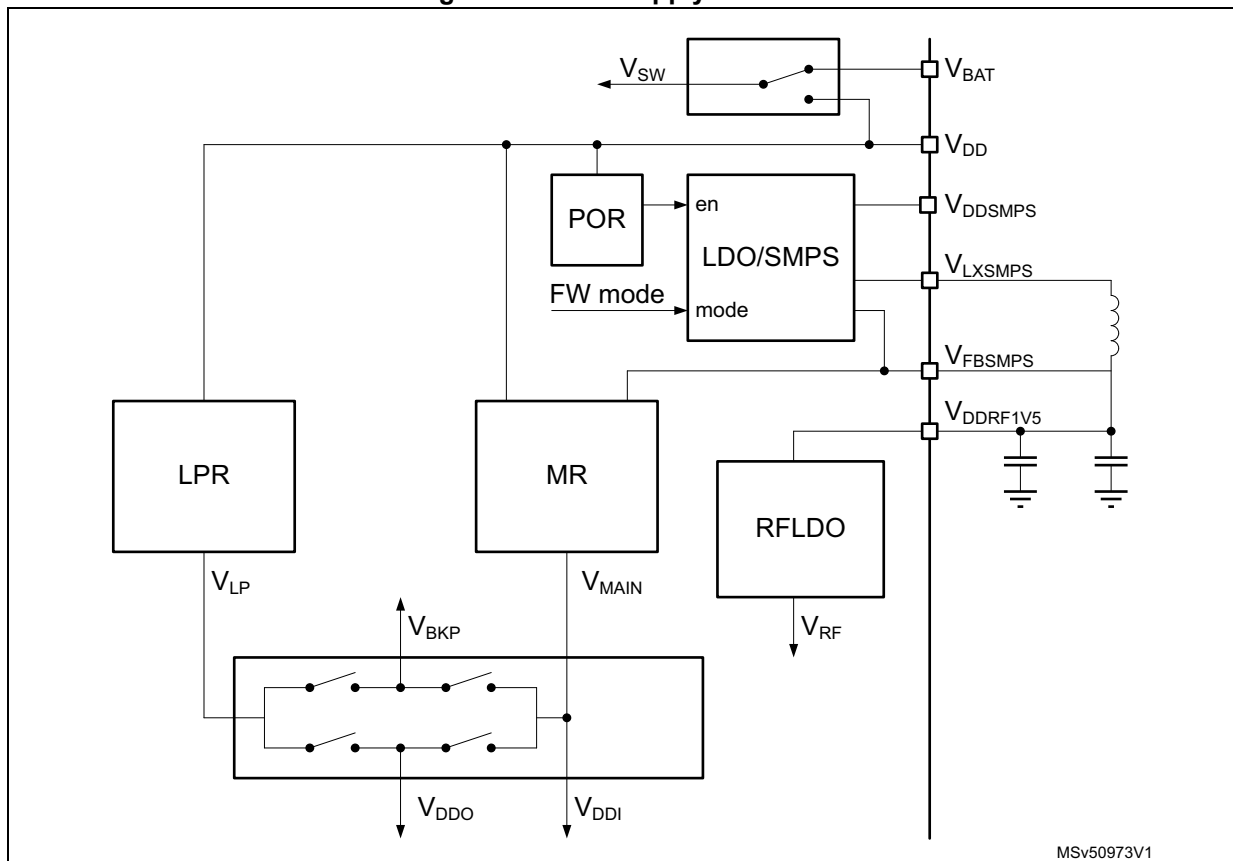 VSW
VBAT
VDD
POR
en
VDDSMPS
LDO/SMPS
VLXSMPS
FW mode
mode
VFBSMPS
VDDRF1V5
LPR
MR
RFLDO
VLP
VMAIN
VBKP
VRF
VDDO
VDDI
MSv50973V1